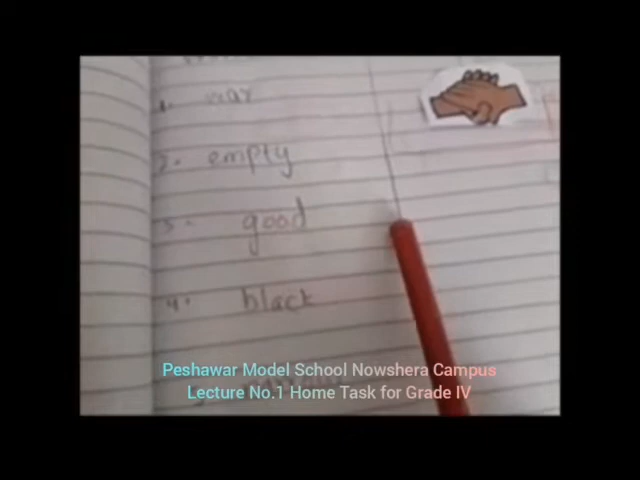 1. war
2. empty
3. good
4. black
Peshawar Model School Nowshera Campus
Lecture No.1 Home Task for Grade IV